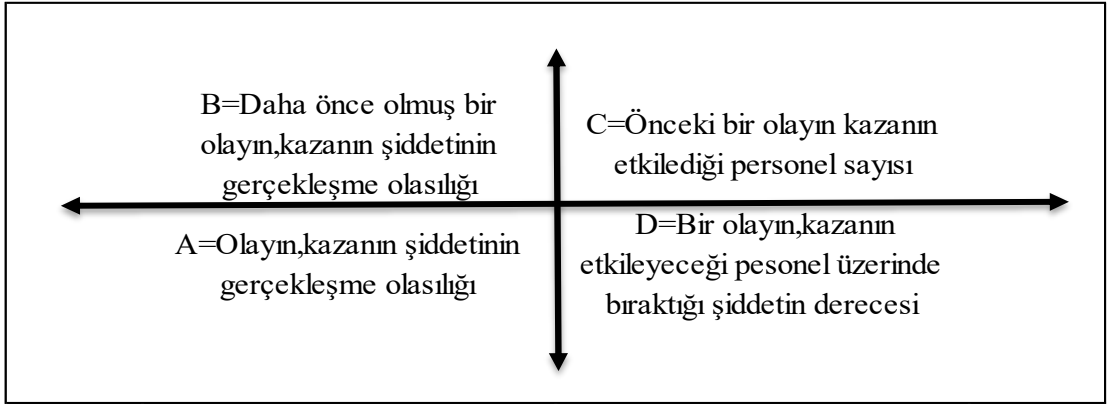 B=Daha önce olmuş bir
olayın,kazanın şiddetinin
gerçekleşme olasılığı
C=Önceki bir olayın kazanın
etkilediği personel sayısı
A=Olayın,kazanın şiddetinin
gerçekleşme olasılığı
D=Bir olayın,kazanın
etkileyeceği pesonel üzerinde
bıraktığı şiddetin derecesi